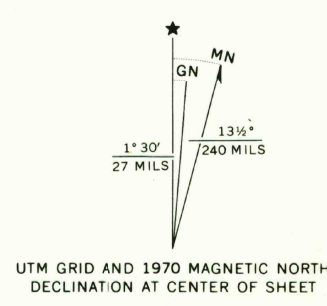 MN
GN
1° 30′
27 MILS
13½°
240 MILS
UTM GRID AND 1970 MAGNETIC NORTH
DECLINATION AT CENTER OF SHEET